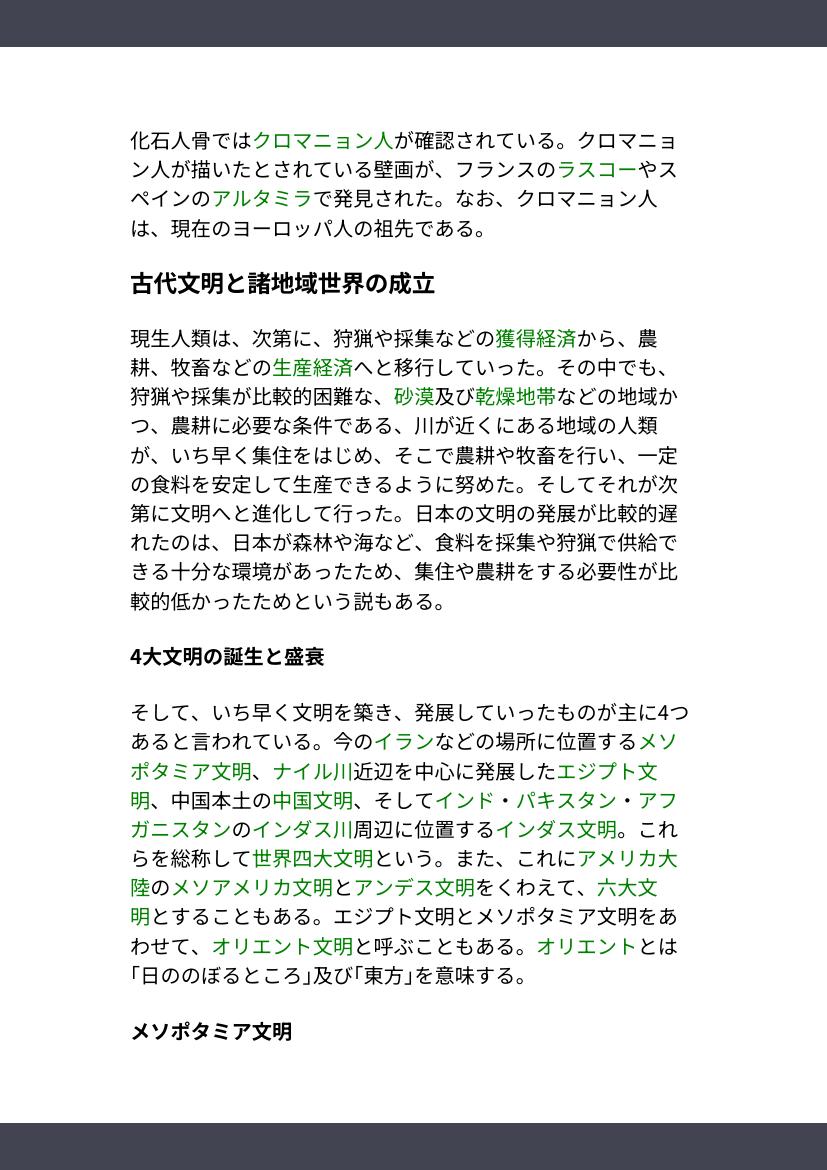 化石人骨ではクロマニョン人が確認されている。クロマニョ
ン人が描いたとされている壁画が、フランスのラスコーやス
ペインのアルタミラで発見された。なお、クロマニョン人
は、現在のヨーロッパ人の祖先である。
古代文明と諸地域世界の成立
現生人類は、次第に、狩猟や採集などの獲得経済から、農
耕、牧畜などの生産経済へと移行していった。その中でも、
狩猟や採集が比較的困難な、砂漠及び乾燥地帯などの地域か
つ、農耕に必要な条件である、川が近くにある地域の人類
が、いち早く集住をはじめ、そこで農耕や牧畜を行い、一定
の食料を安定して生産できるように努めた。そしてそれが次
第に文明へと進化して行った。日本の文明の発展が比較的遅
れたのは、日本が森林や海など、食料を採集や狩猟で供給で
きる十分な環境があったため、集住や農耕をする必要性が比
較的低かったためという説もある。
4大文明の誕生と盛衰
そして、いち早く文明を築き、発展していったものが主に4つ
あると言われている。今のイランなどの場所に位置するメソ
ポタミア文明、ナイル川近辺を中心に発展したエジプト文
明、中国本土の中国文明、そしてインド・パキスタン・アフ
ガニスタンのインダス川周辺に位置するインダス文明。これ
らを総称して世界四大文明という。また、これにアメリカ大
陸のメソアメリカ文明とアンデス文明をくわえて、六大文
明とすることもある。エジプト文明とメソポタミア文明をあ
わせて、オリエント文明と呼ぶこともある。オリエントとは
｢日ののぼるところ｣及び｢東方｣を意味する。
メソポタミア文明